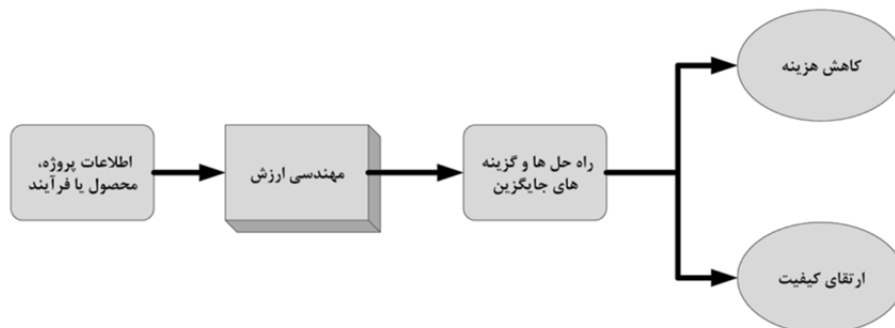 کاهش هزینه
اطلاعات پروژه،
محصول یا فرآیند
مهندسی ارزش
راه حل ها و گزینه
های جایگزین
ارتقای کیفیت